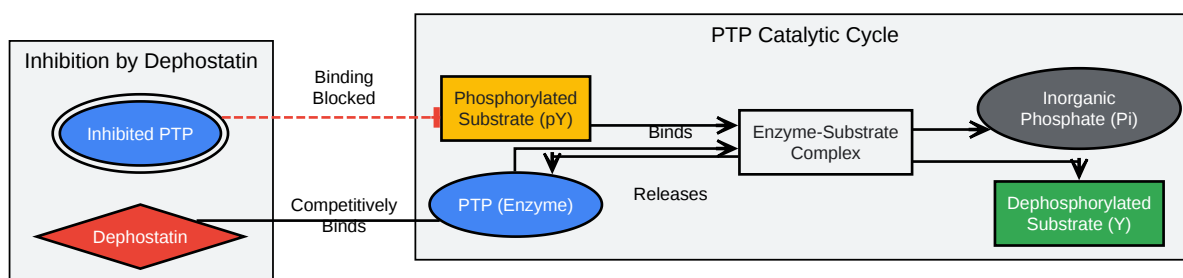 Inhibition by Dephostatin
Inhibited PTP
Dephostatin
Binding
Blocked
Competitively
Binds
PTP Catalytic Cycle
Phosphorylated
Substrate (pY)
PTP (Enzyme)
Binds
Releases
Enzyme-Substrate
Complex
Inorganic
Phosphate (Pi)
Dephosphorylated
Substrate (Y)